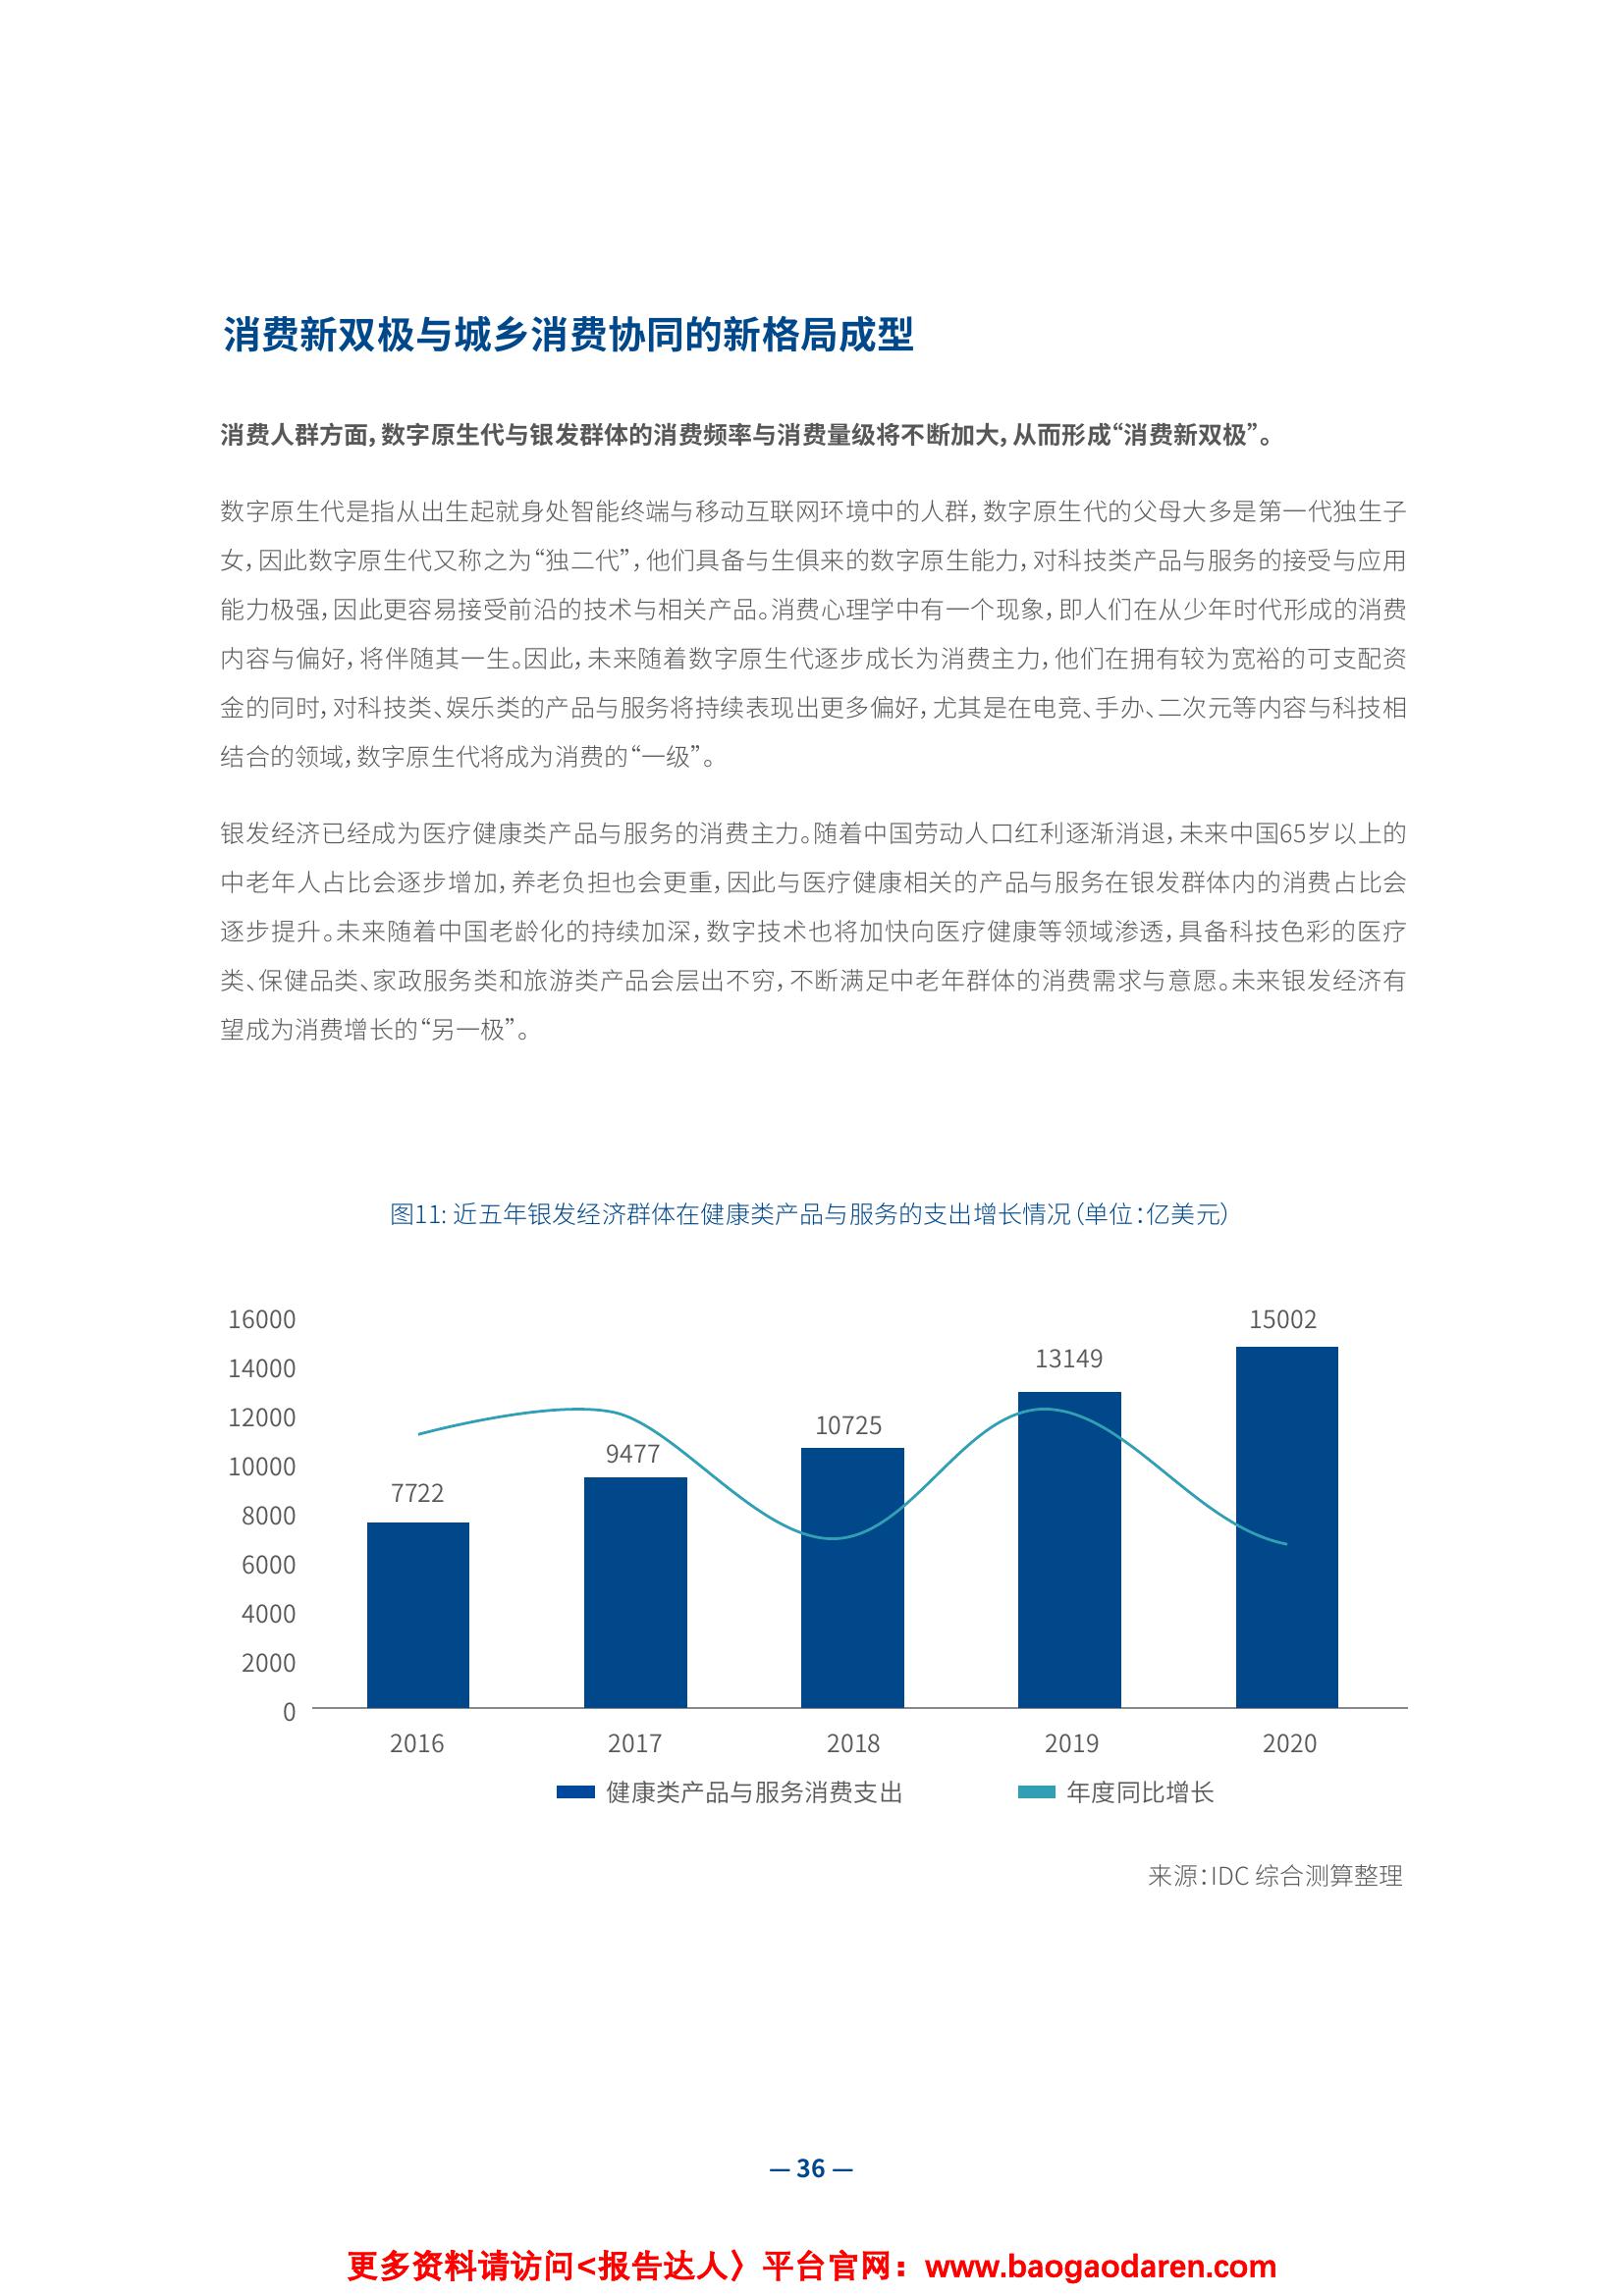 消费新双极与城乡消费协同的新格局成型
消费人群方面，数字原生代与银发群体的消费频率与消费量级将不断加大，从而形成“消费新双极”。
数字原生代是指从出生起就身处智能终端与移动互联网环境中的人群，数字原生代的父母大多是第一代独生子
女，因此数字原生代又称之为“独二代”，他们具备与生俱来的数字原生能力，对科技类产品与服务的接受与应用
能力极强，因此更容易接受前沿的技术与相关产品。消费心理学中有一个现象，即人们在从少年时代形成的消费
内容与偏好，将伴随其一生。因此，未来随着数字原生代逐步成长为消费主力，他们在拥有较为宽裕的可支配资
金的同时，对科技类、娱乐类的产品与服务将持续表现出更多偏好，尤其是在电竞、手办、二次元等内容与科技相
结合的领域，数字原生代将成为消费的“一级”。
银发经济已经成为医疗健康类产品与服务的消费主力。随着中国劳动人口红利逐渐消退，未来中国65岁以上的
中老年人占比会逐步增加，养老负担也会更重，因此与医疗健康相关的产品与服务在银发群体内的消费占比会
逐步提升。未来随着中国老龄化的持续加深，数字技术也将加快向医疗健康等领域渗透，具备科技色彩的医疗
类、保健品类、家政服务类和旅游类产品会层出不穷，不断满足中老年群体的消费需求与意愿。未来银发经济有
望成为消费增长的“另一极”。
图11: 近五年银发经济群体在健康类产品与服务的支出增长情况（单位：亿美元）
16000
14000
12000
10000
8000
6000
4000
2000
0
7722
9477
10725
13149
15002
2016 2017 2018 2019 2020
健康类产品与服务消费支出 年度同比增长
来源：IDC 综合测算整理
— 36 —
更多资料请访问<报告达人〉平台官网：www.baogaodaren.com